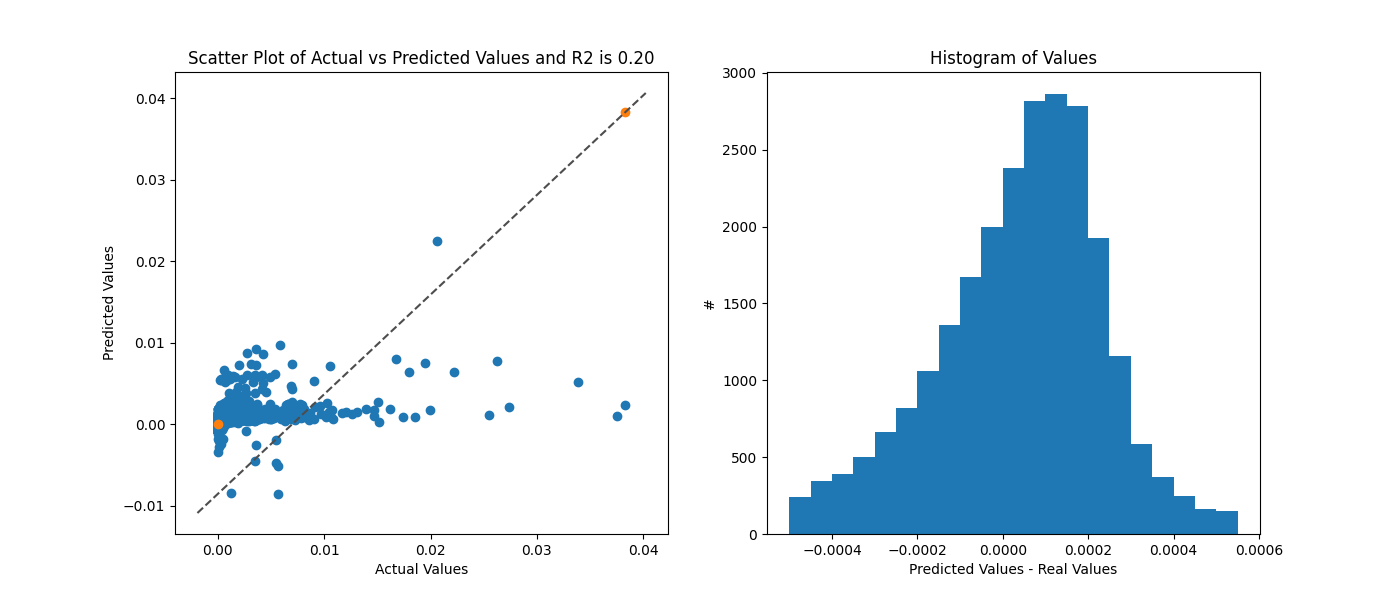 Scatter Plot of Actual vs Predicted Values and R2 is 0.20
0.04
0.03
0.02
0.01
0.00
−0.01
Predicted Values
0.00 0.01 0.02 0.03 0.04
Actual Values
Histogram of Values
3000
2500
2000
1500
1000
500
0
#
−0.0004 −0.0002 0.0000 0.0002 0.0004 0.0006
Predicted Values - Real Values